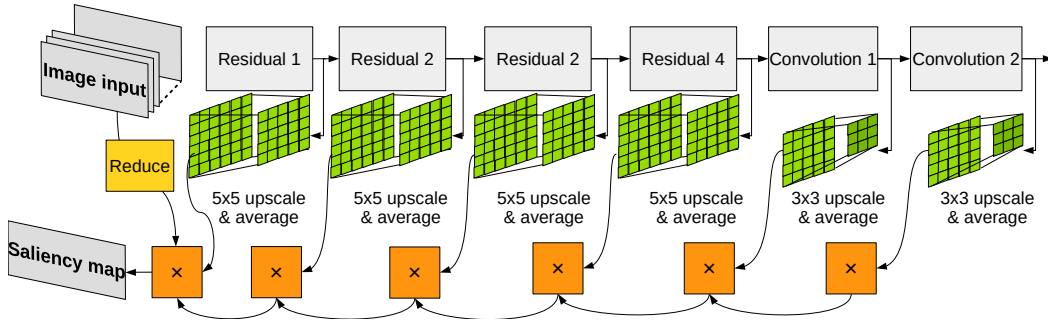 Image input
Residual 1
Residual 2
Residual 2
Residual 4
Convolution 1
Convolution 2
Reduce
5x5 upscale
& average
5x5 upscale
& average
5x5 upscale
& average
5x5 upscale
& average
3x3 upscale
& average
3x3 upscale
& average
Saliency map
×
×
×
×
×
×